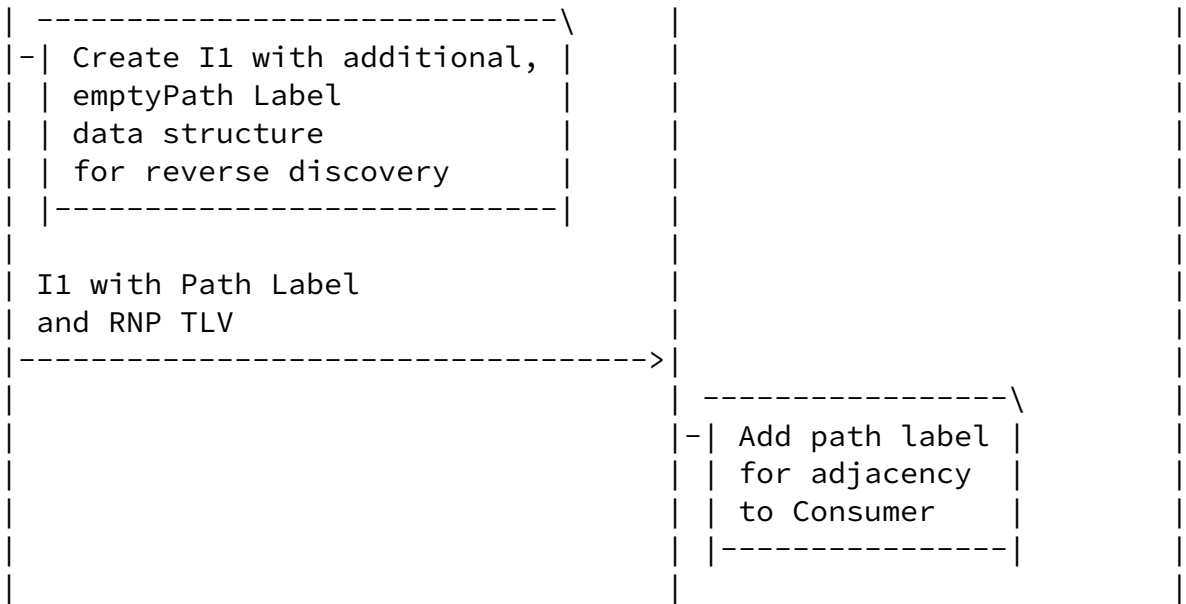 Create I1 with additional,
emptyPath Label
data structure
for reverse discovery
I1 with Path Label
and RNP TLV
Add path label
for adjacency
to Consumer